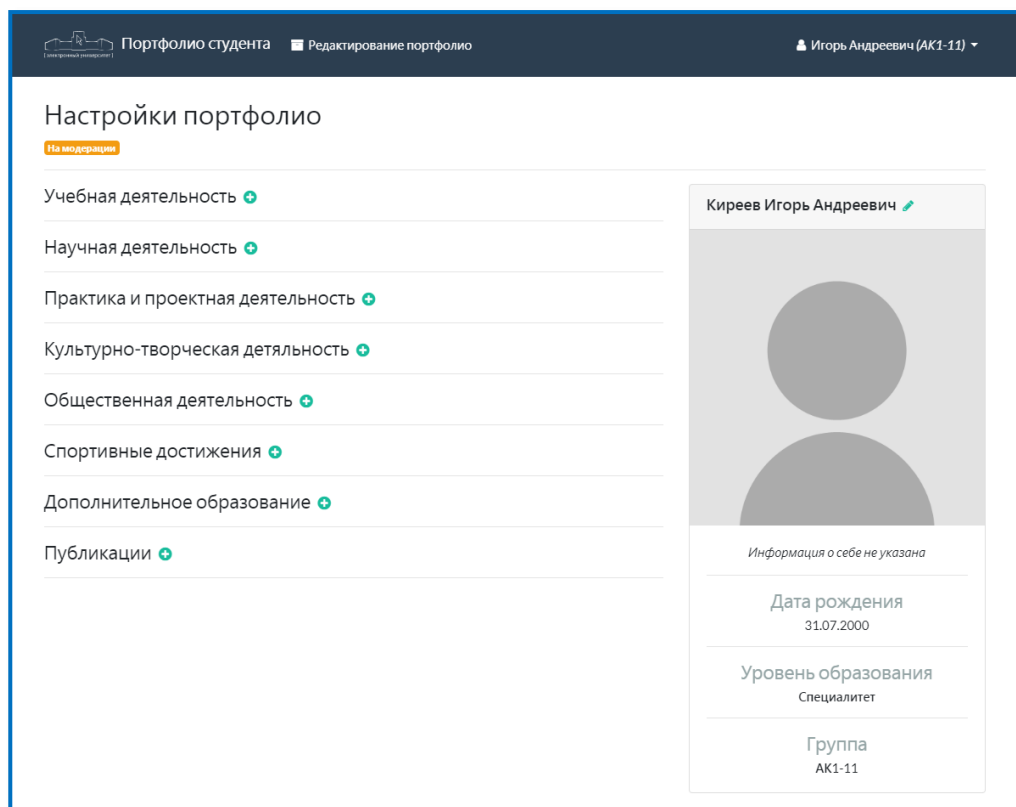 [электронный университет]
Портфолио студента
Редактирование портфолио
Игорь Андреевич (АК1-11)
Настройки портфолио
На модерации
Учебная деятельность
Научная деятельность
Практика и проектная деятельность
Культурно-творческая детяльность
Общественная деятельность
Спортивные достижения
Дополнительное образование
Публикации
Киреев Игорь Андреевич
Информация о себе не указана
Дата рождения
31.07.2000
Уровень образования
Специалитет
Группа
АК1-11